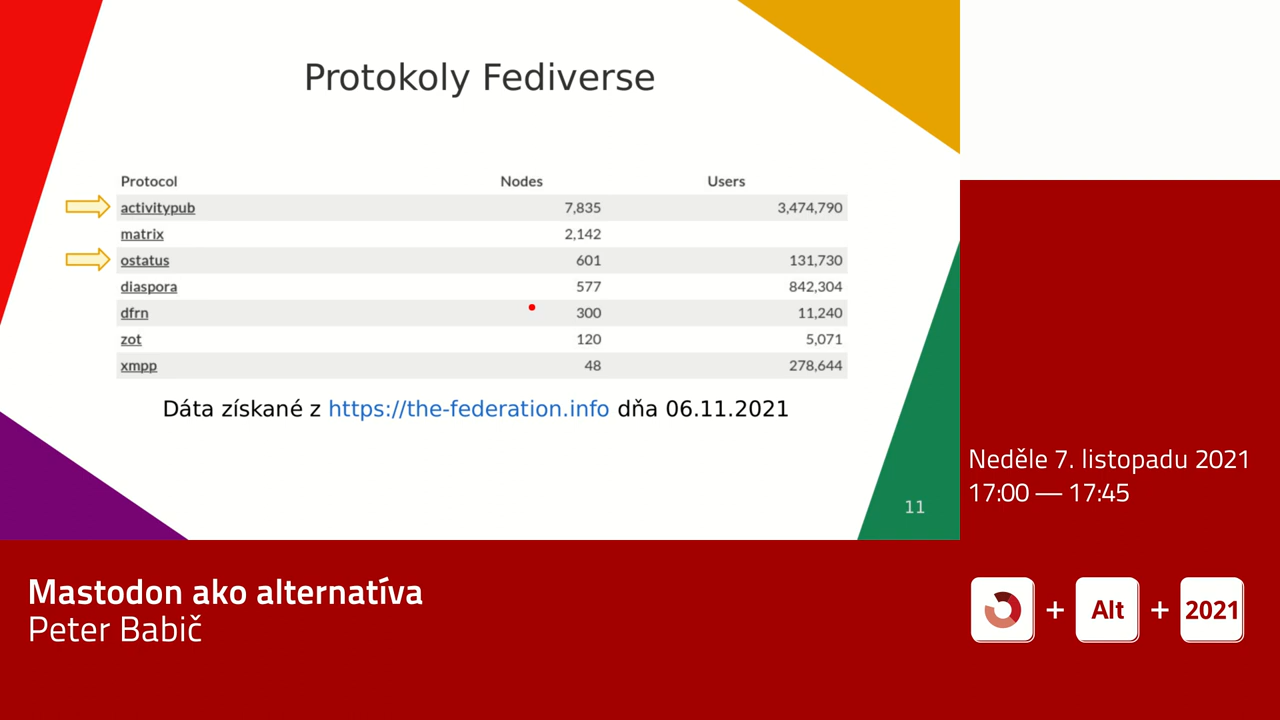 Protokoly Fediverse
Protocol Nodes Users
activitypub 7,835 3,474,790
matrix 2,142
ostatus 601 131,730
diaspora 577 842,304
dfrn 300 11,240
zot 120 5,071
xmpp 48 278,644
Dáta získané z https://the-federation.info dňa 06.11.2021
11
Neděle 7. listopadu 2021
17:00 — 17:45
Mastodon ako alternatíva
Peter Babič
+ Alt + 2021